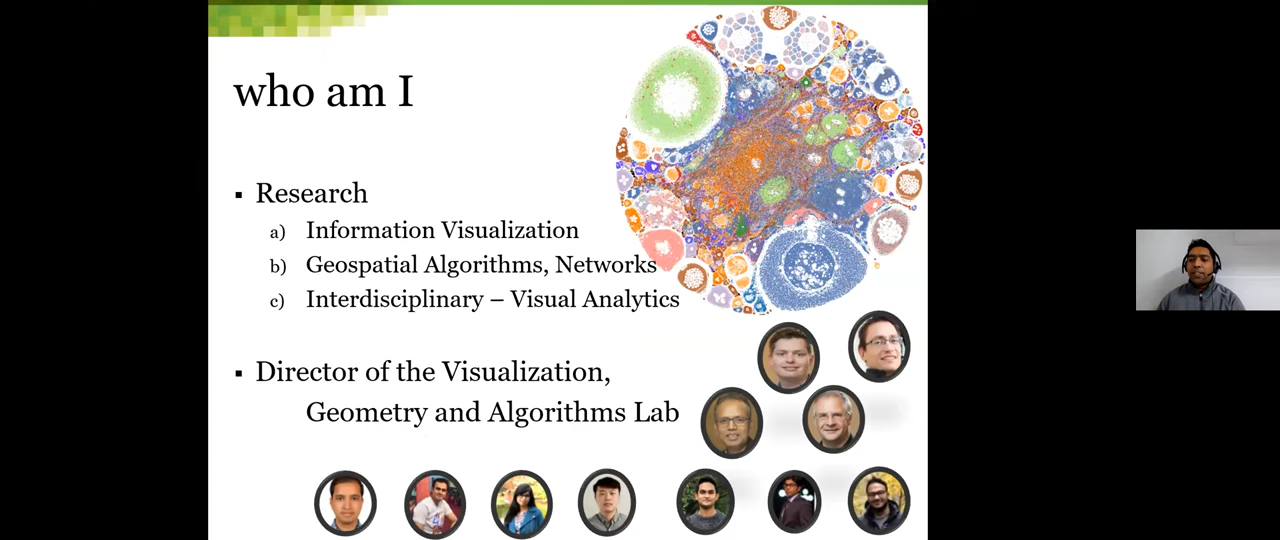 who am I
▪ Research
a) Information Visualization
b) Geospatial Algorithms, Networks
c) Interdisciplinary – Visual Analytics
▪ Director of the Visualization,
Geometry and Algorithms Lab